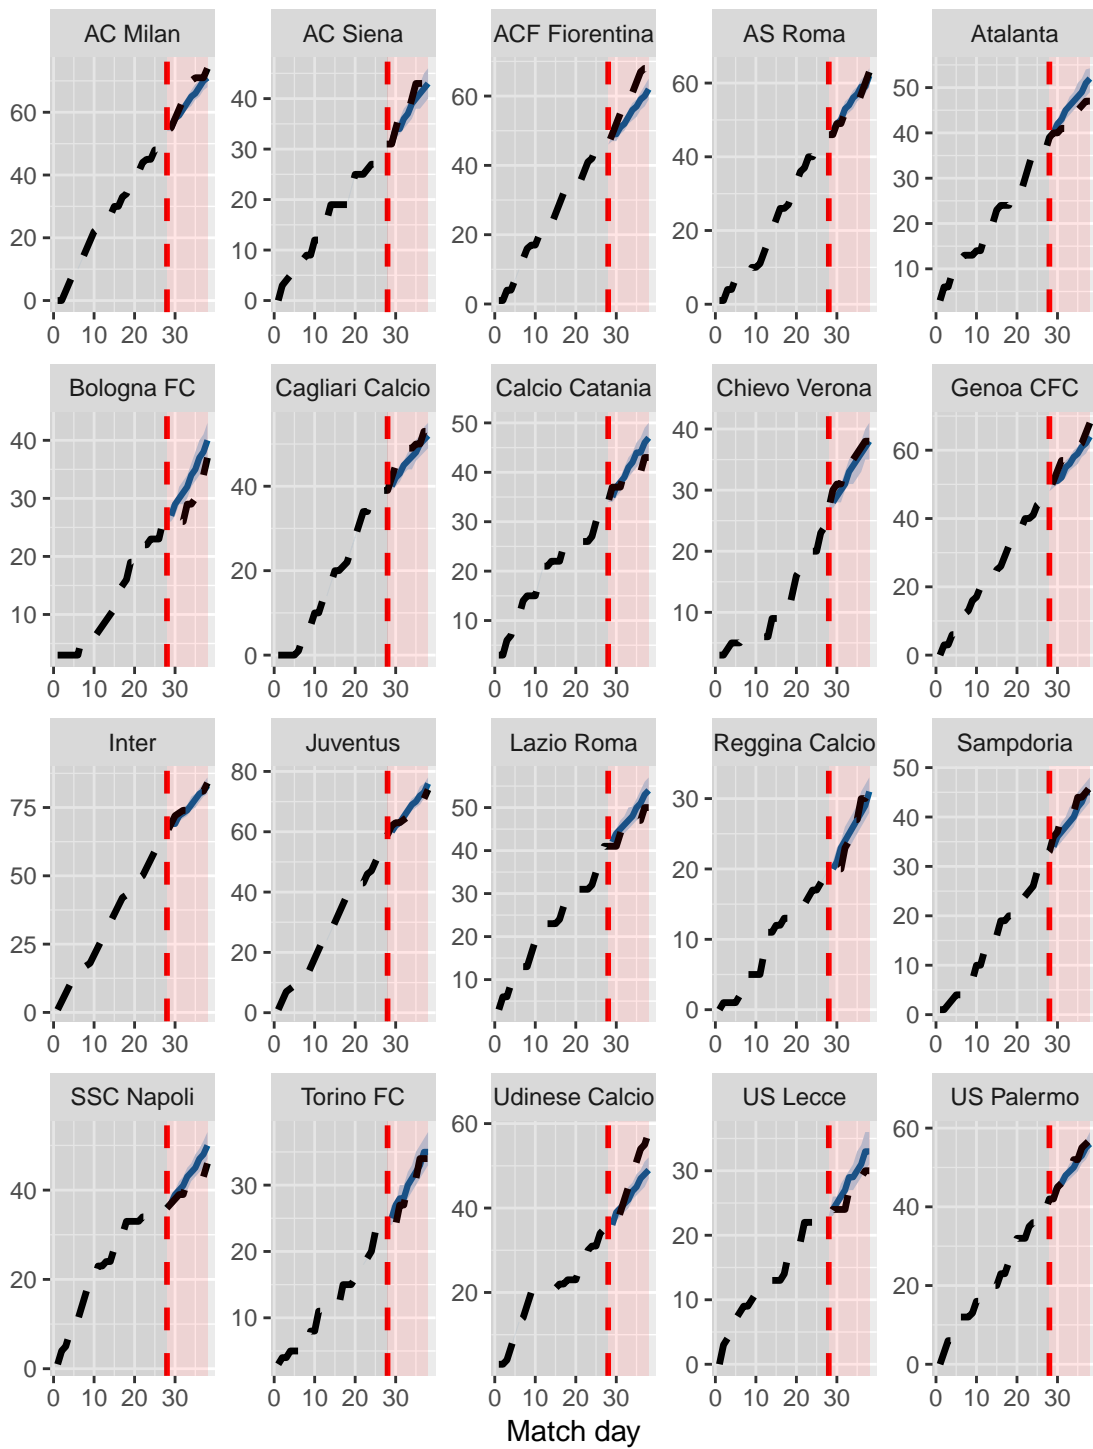 AC Milan AC Siena ACF Fiorentina AS Roma Atalanta
0 20 40 60
0 10 20 30 40
0 20 40 60
0 20 40 60
10 20 30 40 50
0 10 20 30 0 10 20 30 0 10 20 30 0 10 20 30 0 10 20 30
Bologna FC Cagliari Calcio Calcio Catania Chievo Verona Genoa CFC
10 20 30 40
0 20 40
10 20 30 40 50
10 20 30 40
0 20 40 60
0 10 20 30 0 10 20 30 0 10 20 30 0 10 20 30 0 10 20 30
Inter Juventus Lazio Roma Reggina Calcio Sampdoria
0 25 50 75
0 20 40 60 80
10 20 30 40 50
0 10 20 30
0 10 20 30 40 50
0 10 20 30 0 10 20 30 0 10 20 30 0 10 20 30 0 10 20 30
SSC Napoli Torino FC Udinese Calcio US Lecce US Palermo
0 20 40
10 20 30
20 40 60
0 10 20 30
0 20 40 60
0 10 20 30 0 10 20 30 0 10 20 30 0 10 20 30 0 10 20 30
Match day